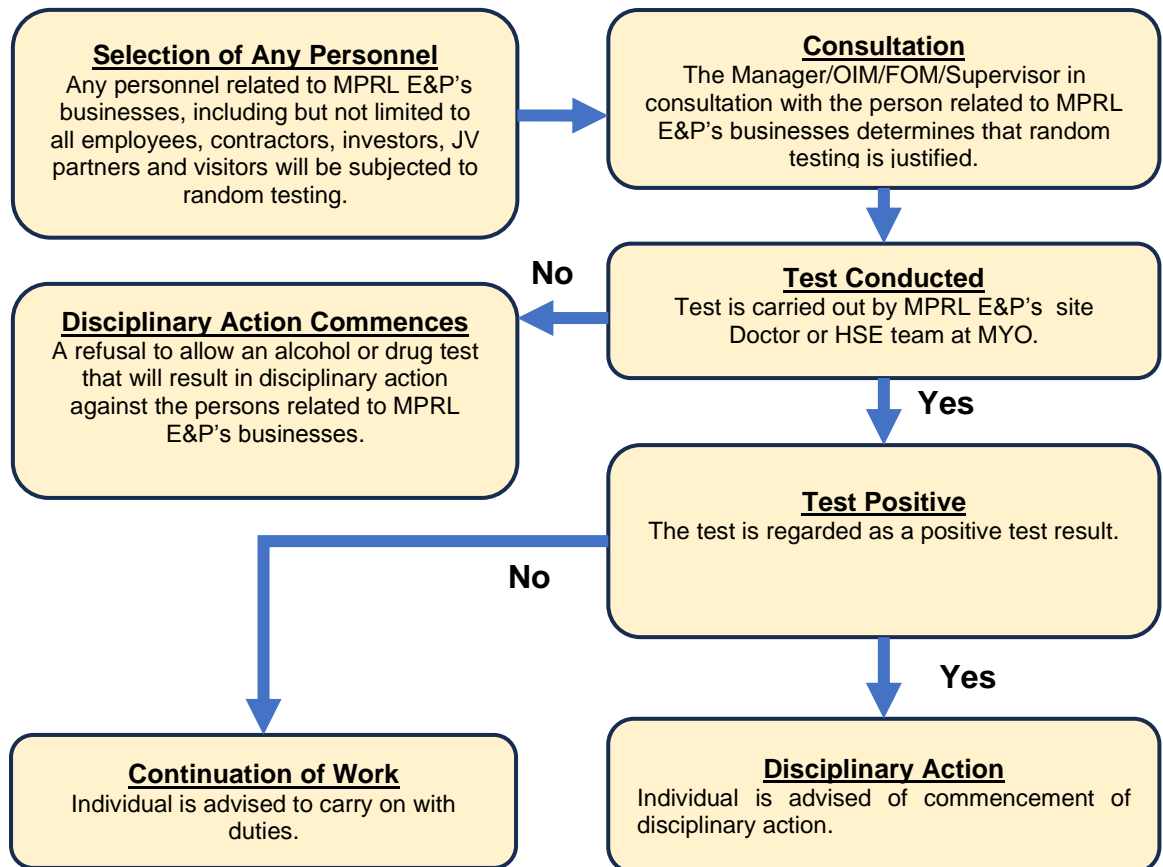 Selection of Any Personnel
Any personnel related to MPRL E&P’s
businesses, including but not limited to
all employees, contractors, investors, JV
partners and visitors will be subjected to
random testing.
Consultation
The Manager/OIM/FOM/Supervisor in
consultation with the person related to MPRL
E&P’s businesses determines that random
testing is justified.
No
Test Conducted
Test is carried out by MPRL E&P’s site
Doctor or HSE team at MYO.
Disciplinary Action Commences
A refusal to allow an alcohol or drug test
that will result in disciplinary action
against the persons related to MPRL
E&P’s businesses.
Yes
Test Positive
The test is regarded as a positive test result.
No
Yes
Continuation of Work
Individual is advised to carry on with
duties.
Disciplinary Action
Individual is advised of commencement of
disciplinary action.